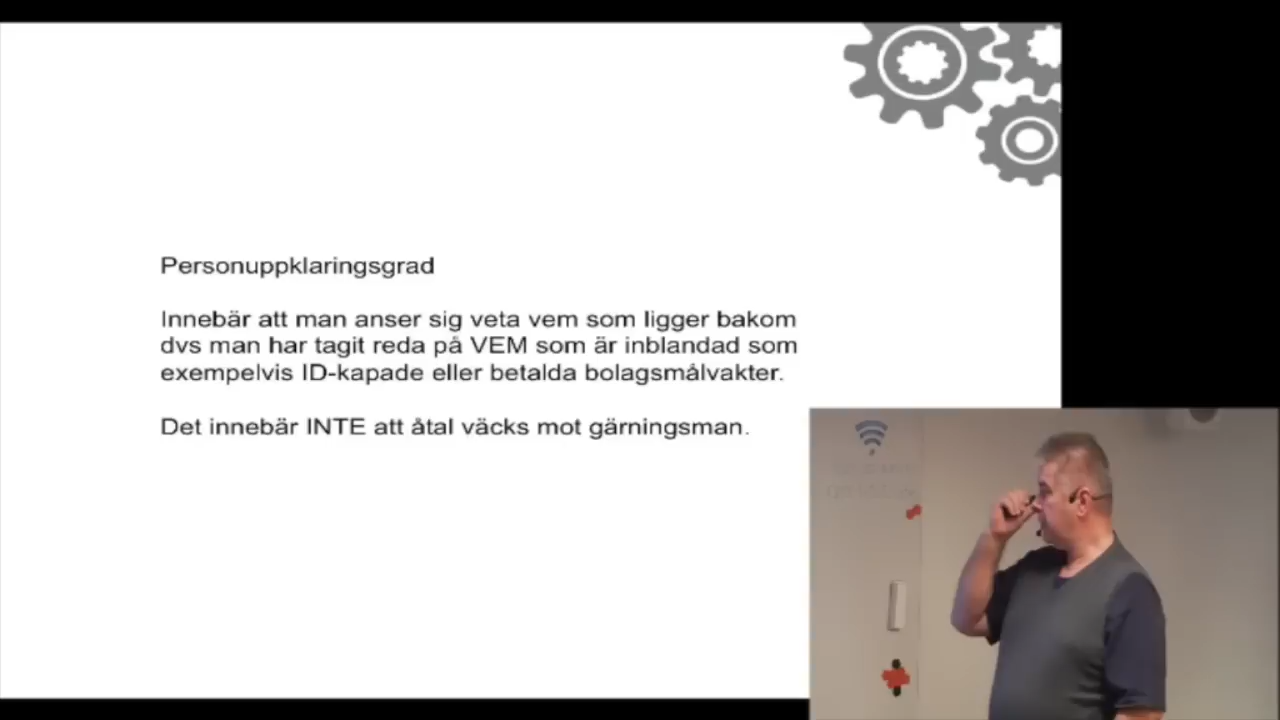 Personuppklaringsgrad
Innebär att man anser sig veta vem som ligger bakom
dvs man har tagit reda på VEM som är inblandad som
exempelvis ID-kapade eller betalda bolagsmålvakter.
Det innebär INTE att åtal väcks mot gärningsman.